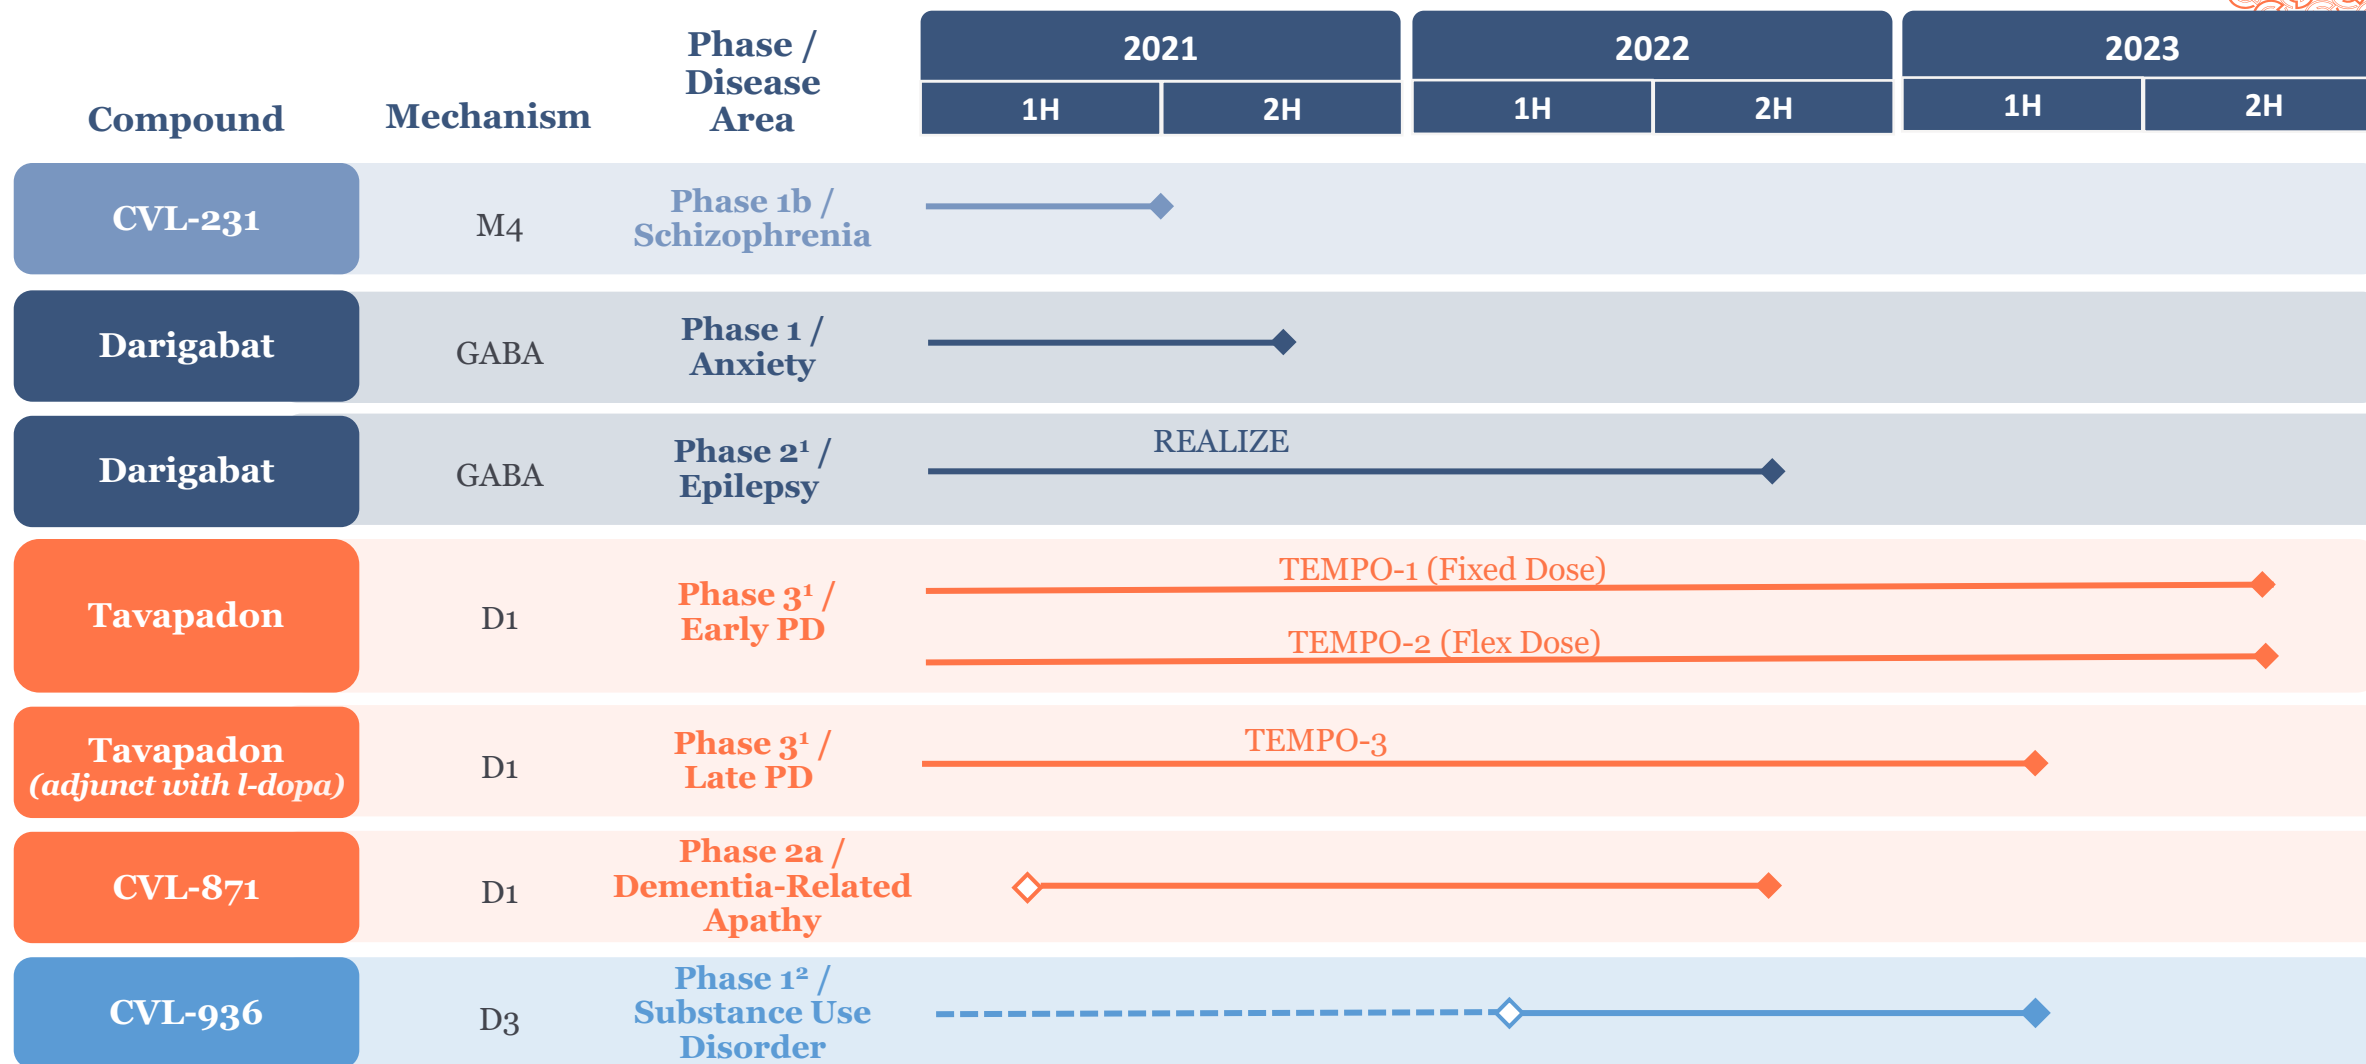 Compound
Mechanism
Phase /
Disease
Area
2021
2022
2023
1H
2H
1H
2H
1H
2H
CVL-231
M4
Phase 1b /
Schizophrenia
Darigabat
GABA
Phase 1 /
Anxiety
Darigabat
GABA
Phase 2¹ /
Epilepsy
REALIZE
Tavapadon
D1
Phase 3¹ /
Early PD
TEMPO-1 (Fixed Dose)
TEMPO-2 (Flex Dose)
Tavapadon
(adjunct with l-dopa)
D1
Phase 3¹ /
Late PD
TEMPO-3
CVL-871
D1
Phase 2a /
Dementia-Related
Apathy
CVL-936
D3
Phase 1² /
Substance Use
Disorder